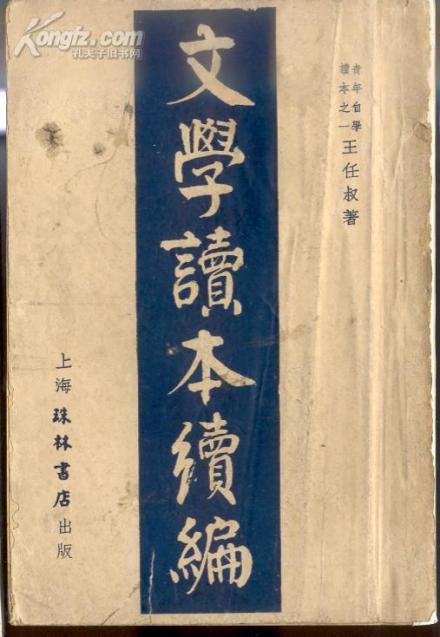 Kongfz.com
孔夫子旧书网
青年自學
讀本之一
王任叔著
文學讀本續編
上海珠林書店出版